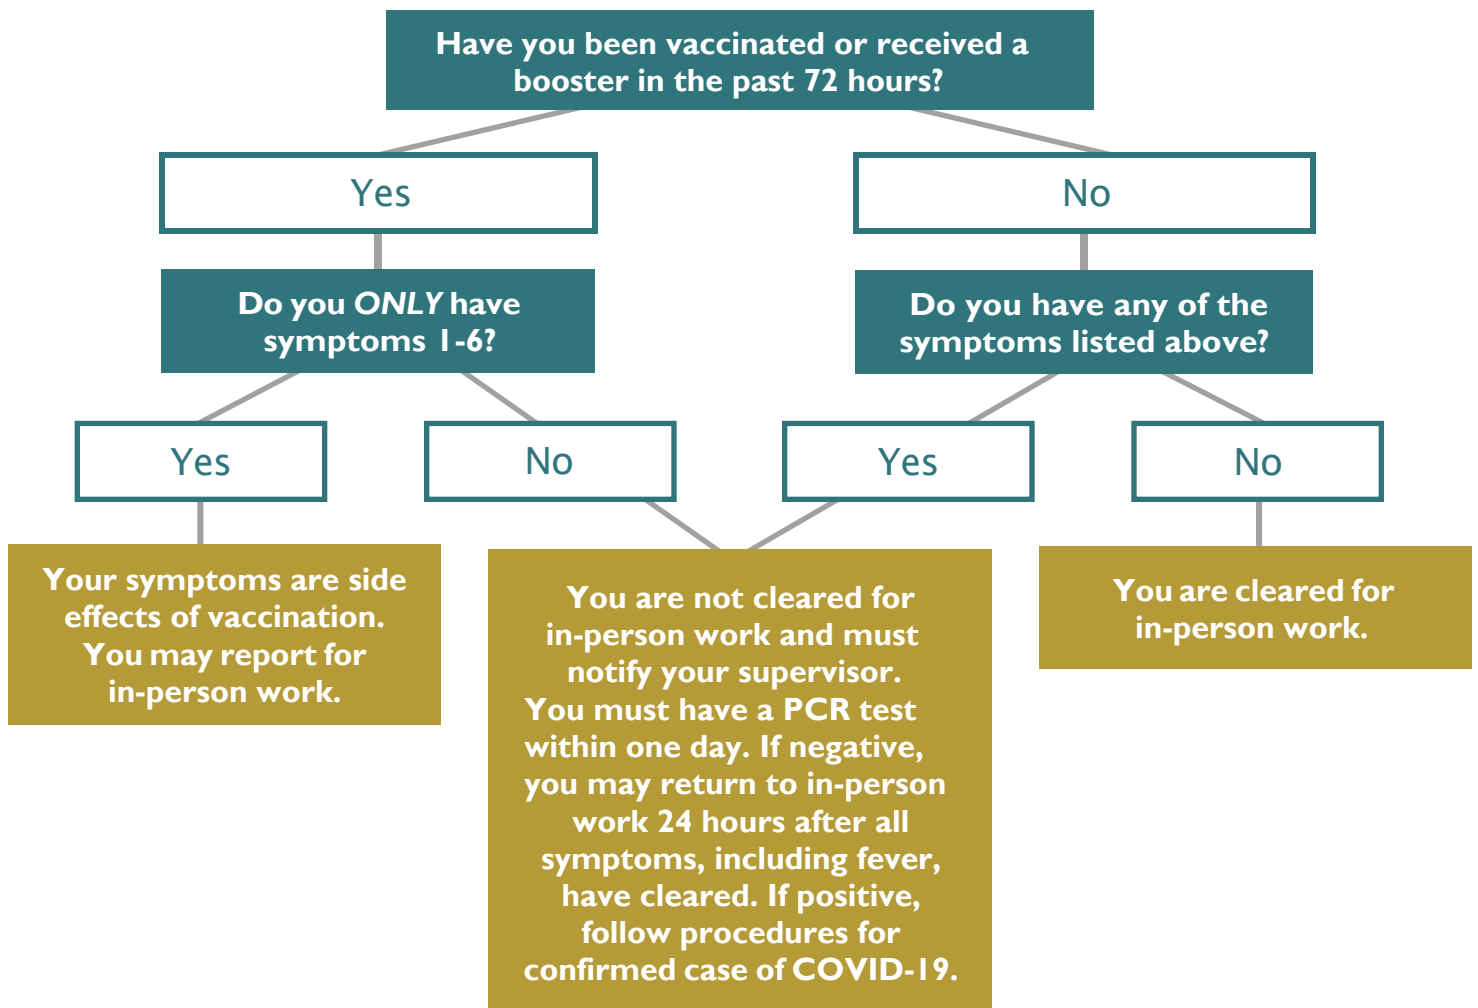 Have you been vaccinated or received a
booster in the past 72 hours?
Yes
No
Do you ONLY have
symptoms 1-6?
Do you have any of the
symptoms listed above?
Yes
No
Yes
No
Your symptoms are side
effects of vaccination.
You may report for
in-person work.
You are not cleared for
in-person work and must
notify your supervisor.
You must have a PCR test
within one day. If negative,
you may return to in-person
work 24 hours after all
symptoms, including fever,
have cleared. If positive,
follow procedures for
confirmed case of COVID-19.
You are cleared for
in-person work.